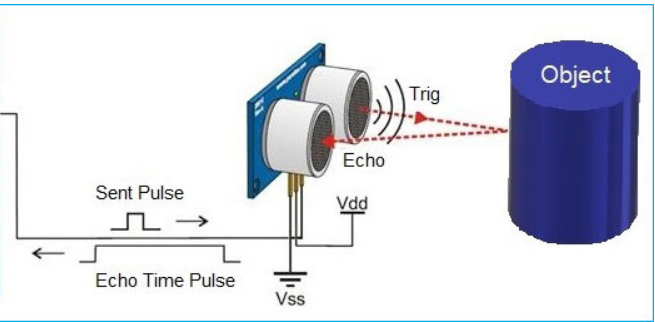 Object
Trig
Echo
Sent Pulse
Vdd
Echo Time Pulse
Vss